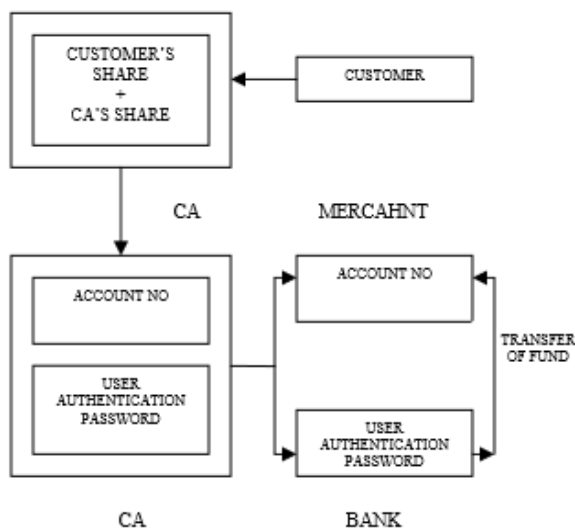 CUSTOMER'S
SHARE
+
CA'S SHARE
CUSTOMER
CA
MERCAHNT
ACCOUNT NO
USER
AUTHENTICATION
PASSWORD
ACCOUNT NO
TRANSFER
OF FUND
USER
AUTHENTICATION
PASSWORD
CA
BANK